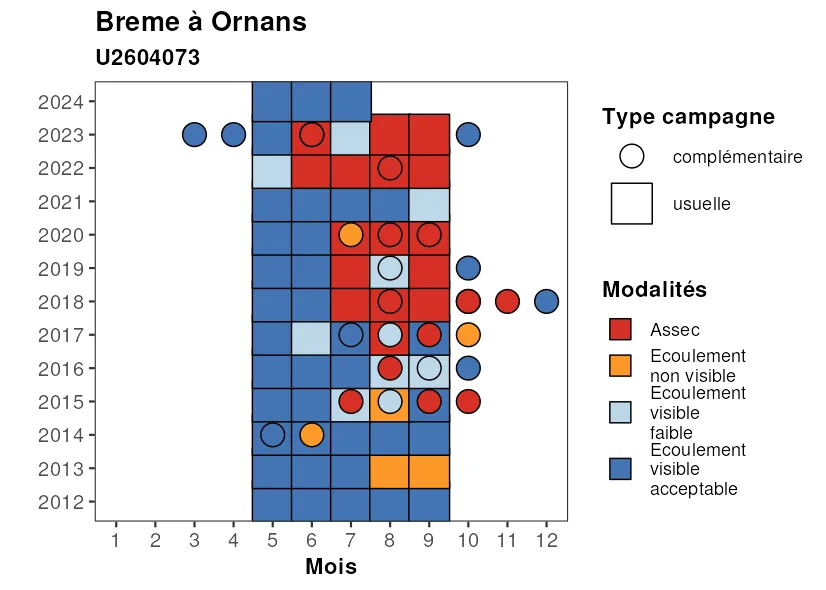 Breme à Ornans
U2604073
2024
2023
2022
2021
2020
2019
2018
2017
2016
2015
2014
2013
2012
1 2 3 4 5 6 7 8 9 10 11 12
Mois
Type campagne
complémentaire
usuelle
Modalités
Assec
Ecoulement
non visible
Ecoulement
visible
faible
Ecoulement
visible
acceptable